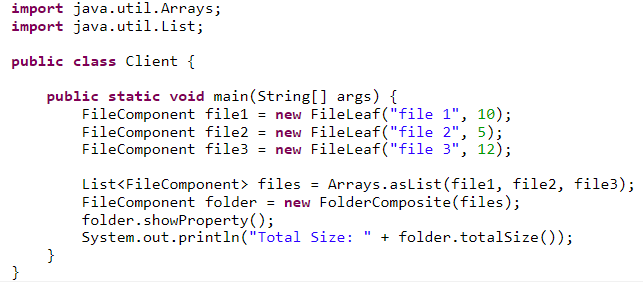 import java.util.Arrays;
import java.util.List;

public class Client {

    public static void main(String[] args) {
        FileComponent file1 = new FileLeaf("file 1", 10);
        FileComponent file2 = new FileLeaf("file 2", 5);
        FileComponent file3 = new FileLeaf("file 3", 12);

        List<FileComponent> files = Arrays.asList(file1, file2, file3);
        FileComponent folder = new FolderComposite(files);
        folder.showProperty();
        System.out.println("Total Size: " + folder.totalSize());
    }
}